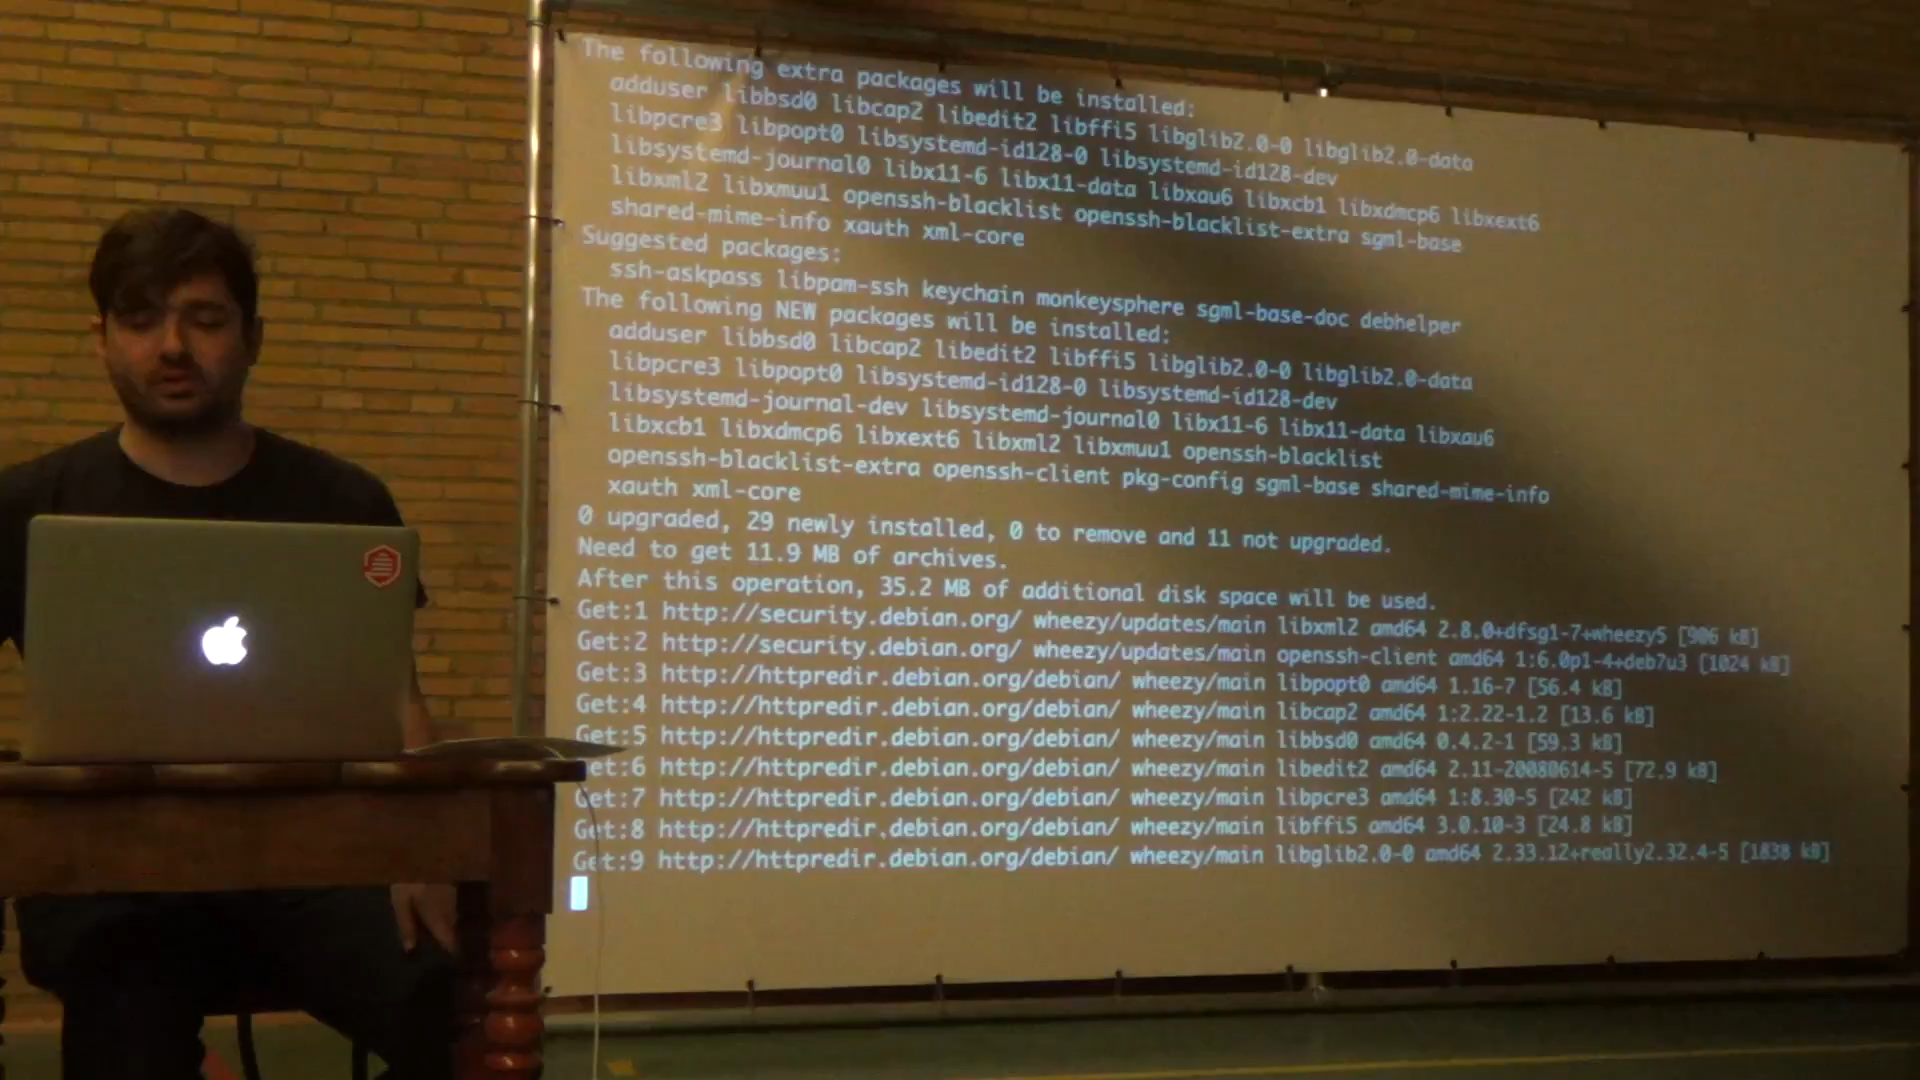 The following extra packages will be installed:
adduser libbsd0 libcap2 libedit2 libffi5 libglib2.0-0 libglib2.0-data
libpcre3 libpopt0 libsystemd-id128-0 libsystemd-id128-dev
libsystemd-journal0 libx11-6 libx11-data libxau6 libxcb1 libxdmcp6 libxext6
libxml2 libxmuu1 openssh-blacklist openssh-blacklist-extra sgml-base
shared-mime-info xauth xml-core
Suggested packages:
ssh-askpass libpam-ssh keychain monkeysphere sgml-base-doc debhelper
The following NEW packages will be installed:
adduser libbsd0 libcap2 libedit2 libffi5 libglib2.0-0 libglib2.0-data
libpcre3 libpopt0 libsystemd-id128-0 libsystemd-id128-dev
libsystemd-journal-dev libsystemd-journal0 libx11-6 libx11-data libxau6
libxcb1 libxdmcp6 libxext6 libxml2 libxmuu1 openssh-blacklist
openssh-blacklist-extra openssh-client pkg-config sgml-base shared-mime-info
xauth xml-core
0 upgraded, 29 newly installed, 0 to remove and 11 not upgraded.
Need to get 11.9 MB of archives.
After this operation, 35.2 MB of additional disk space will be used.
Get:1 http://security.debian.org/ wheezy/updates/main libxml2 amd64 2.8.0+dfsg1-7+wheezy5 [906 kB]
Get:2 http://security.debian.org/ wheezy/updates/main openssh-client amd64 1:6.0p1-4+deb7u3 [1024 kB]
Get:3 http://httpredir.debian.org/debian/ wheezy/main libpopt0 amd64 1.16-7 [56.4 kB]
Get:4 http://httpredir.debian.org/debian/ wheezy/main libcap2 amd64 1:2.22-1.2 [13.6 kB]
Get:5 http://httpredir.debian.org/debian/ wheezy/main libbsd0 amd64 0.4.2-1 [59.3 kB]
Get:6 http://httpredir.debian.org/debian/ wheezy/main libedit2 amd64 2.11-20080614-5 [72.9 kB]
Get:7 http://httpredir.debian.org/debian/ wheezy/main libpcre3 amd64 1:8.30-5 [242 kB]
Get:8 http://httpredir.debian.org/debian/ wheezy/main libffi5 amd64 3.0.10-3 [24.8 kB]
Get:9 http://httpredir.debian.org/debian/ wheezy/main libglib2.0-0 amd64 2.33.12+really2.32.4-5 [1838 kB]